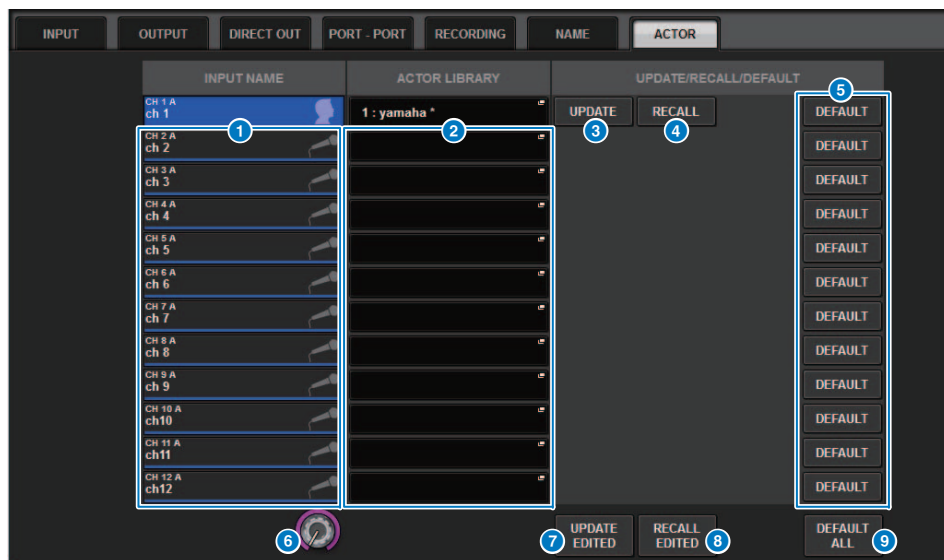 INPUT OUTPUT DIRECT OUT PORT - PORT RECORDING NAME ACTOR
INPUT NAME ACTOR LIBRARY UPDATE/RECALL/DEFAULT
5
CH 1 A
ch 1 1 : yamaha * UPDATE RECALL DEFAULT
1 2 3 4
CH 2 A
ch 2 DEFAULT
CH 3 A
ch 3 DEFAULT
CH 4 A
ch 4 DEFAULT
CH 5 A
ch 5 DEFAULT
CH 6 A
ch 6 DEFAULT
CH 7 A
ch 7 DEFAULT
CH 8 A
ch 8 DEFAULT
CH 9 A
ch 9 DEFAULT
CH 10 A
ch10 DEFAULT
CH 11 A
ch11 DEFAULT
CH 12 A
ch12 DEFAULT
6 7 UPDATE EDITED RECALL EDITED 8 DEFAULT ALL 9